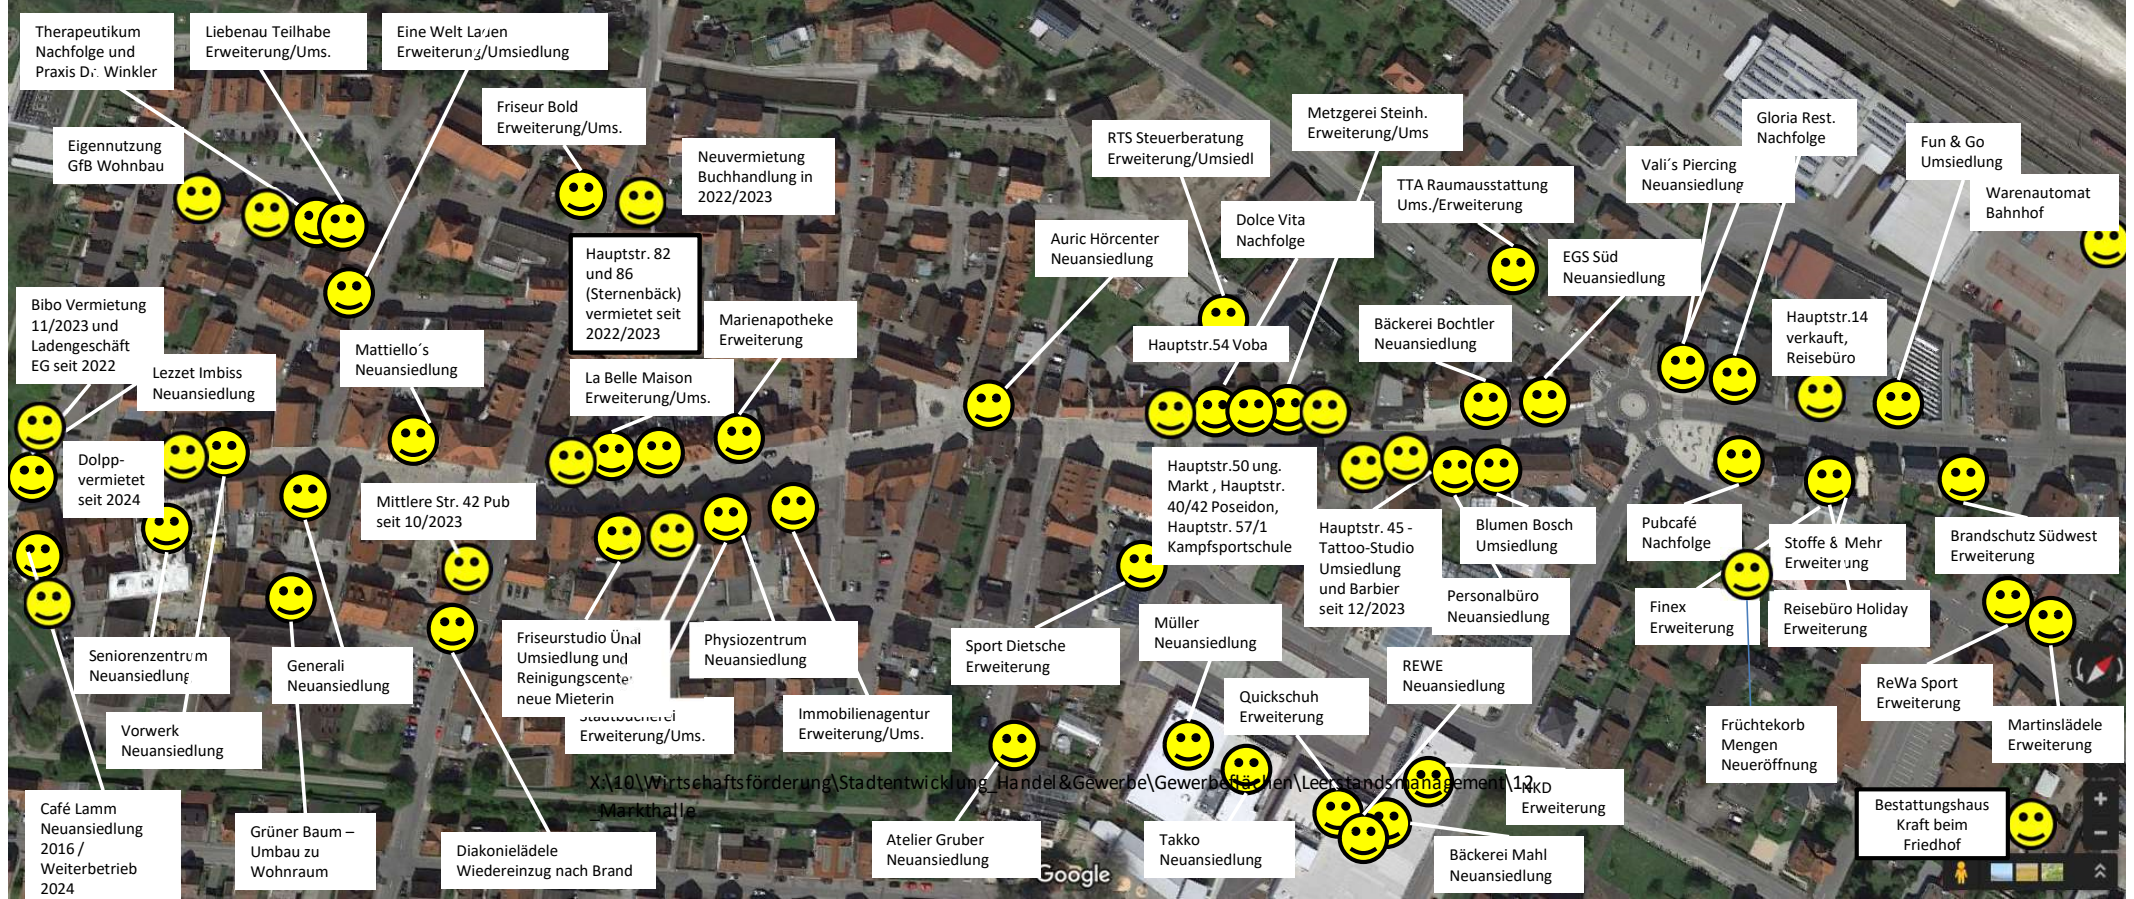 Therapeutikum
Nachfolge und
Praxis Dr. Winkler
Liebenau Teilhabe
Erweiterung/Ums.
Eine Welt Laden
Erweiterung/Umsiedlung
Friseur Bold
Erweiterung/Ums.
Eigennutzung
GfB Wohnbau
Neuvermietung
Buchhandlung in
2022/2023
RTS Steuerberatung
Erweiterung/Umsiedl
Metzgerei Steinh.
Erweiterung/Ums
Gloria Rest.
Nachfolge
Vali´s Piercing
Neuansiedlung
Fun & Go
Umsiedlung
Warenautomat
Bahnhof
TTA Raumausstattung
Ums./Erweiterung
Dolce Vita
Nachfolge
Auric Hörcenter
Neuansiedlung
EGS Süd
Neuansiedlung
Hauptstr. 82
und 86
(Sternenbäck)
vermietet seit
2022/2023
Bibo Vermietung
11/2023 und
Ladengeschäft
EG seit 2022
Lezzet Imbiss
Neuansiedlung
Mattiello´s
Neuansiedlung
Marienapotheke
Erweiterung
La Belle Maison
Erweiterung/Ums.
Hauptstr.54 Voba
Bäckerei Bochtler
Neuansiedlung
Hauptstr.14
verkauft,
Reisebüro
Dolpp-
vermietet
seit 2024
Mittlere Str. 42 Pub
seit 10/2023
Hauptstr.50 ung.
Markt , Hauptstr.
40/42 Poseidon,
Hauptstr. 57/1
Kampfsportschule
Hauptstr. 45 -
Tattoo-Studio
Umsiedlung
und Barbier
seit 12/2023
Blumen Bosch
Umsiedlung
Personalbüro
Neuansiedlung
Pubcafé
Nachfolge
Stoffe & Mehr
Erweiterung
Brandschutz Südwest
Erweiterung
Finex
Erweiterung
Reisebüro Holiday
Erweiterung
Seniorenzentrum
Neuansiedlung
Generali
Neuansiedlung
Vorwerk
Neuansiedlung
Friseurstudio Ünal
Umsiedlung und
Reinigungscenter
neue Mieterin
Stadtbücherei
Erweiterung/Ums.
Physiozentrum
Neuansiedlung
Immobilienagentur
Erweiterung/Ums.
Sport Dietsche
Erweiterung
Müller
Neuansiedlung
Quickschuh
Erweiterung
REWE
Neuansiedlung
ReWa Sport
Erweiterung
Martinslädele
Erweiterung
Früchtekorb
Mengen
Neueröffnung
X:\10\Wirtschaftsförderung\Stadtentwicklung_Handel&Gewerbe\Gewerbeflächen\Leerstandsmanagement\12
_Markthalle
NKD
Erweiterung
Café Lamm
Neuansiedlung
2016 /
Weiterbetrieb
2024
Grüner Baum –
Umbau zu
Wohnraum
Diakonielädele
Wiedereinzug nach Brand
Atelier Gruber
Neuansiedlung
Takko
Neuansiedlung
Bäckerei Mahl
Neuansiedlung
Bestattungshaus
Kraft beim
Friedhof
Google